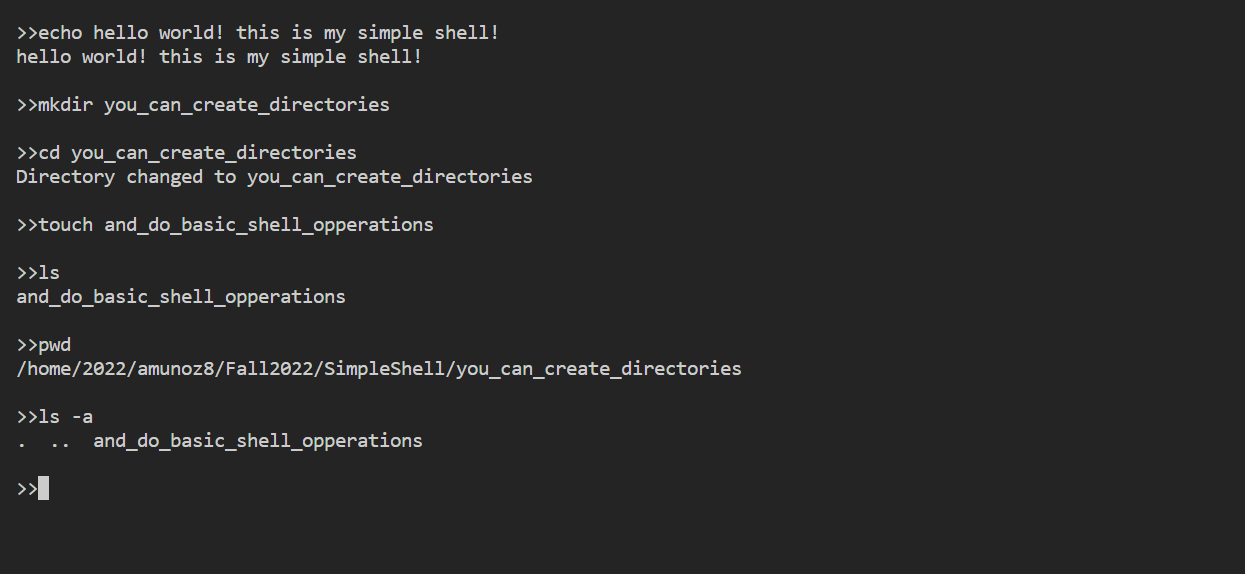 >>echo hello world! this is my simple shell!
hello world! this is my simple shell!
>>mkdir you_can_create_directories
>>cd you_can_create_directories
Directory changed to you_can_create_directories
>>touch and_do_basic_shell_opperations
>>ls
and_do_basic_shell_opperations
>>pwd
/home/2022/amunoz8/Fall2022/SimpleShell/you_can_create_directories
>>ls -a
.  ..  and_do_basic_shell_opperations
>>